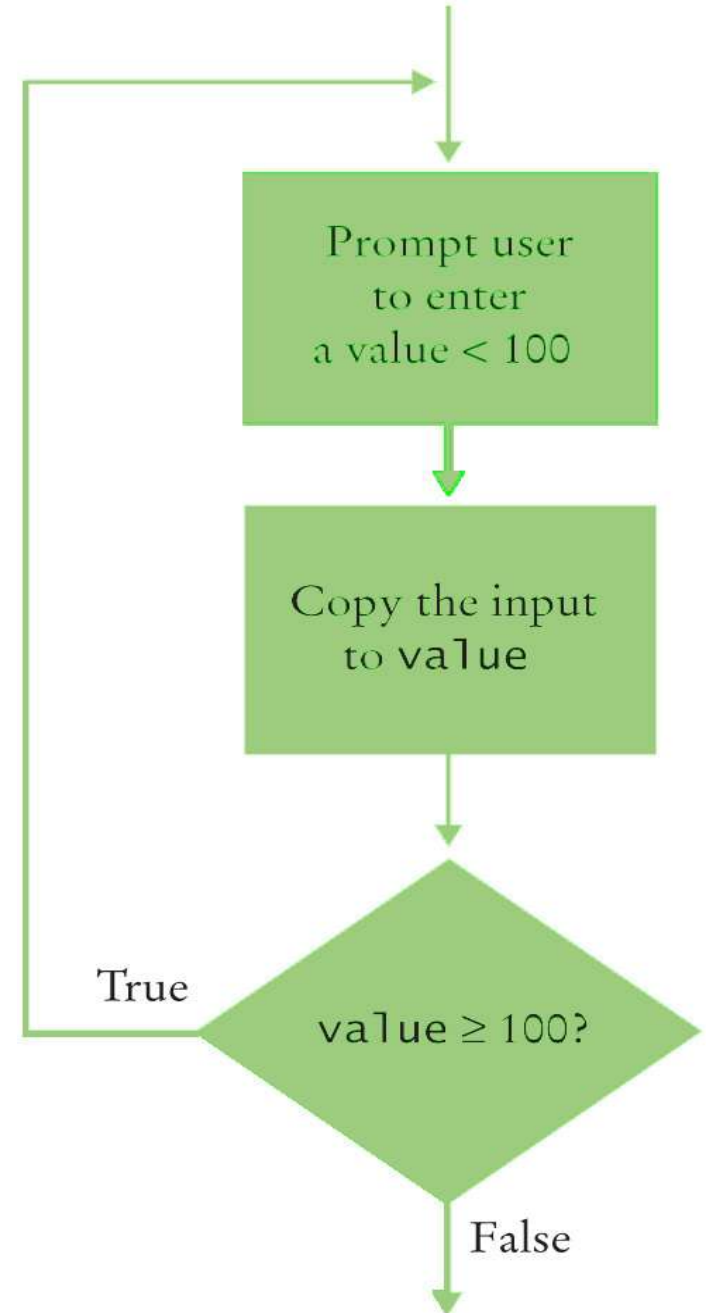 Prompt user
to enter
a value < 100
Copy the input
to value
True
value ≥ 100?
False